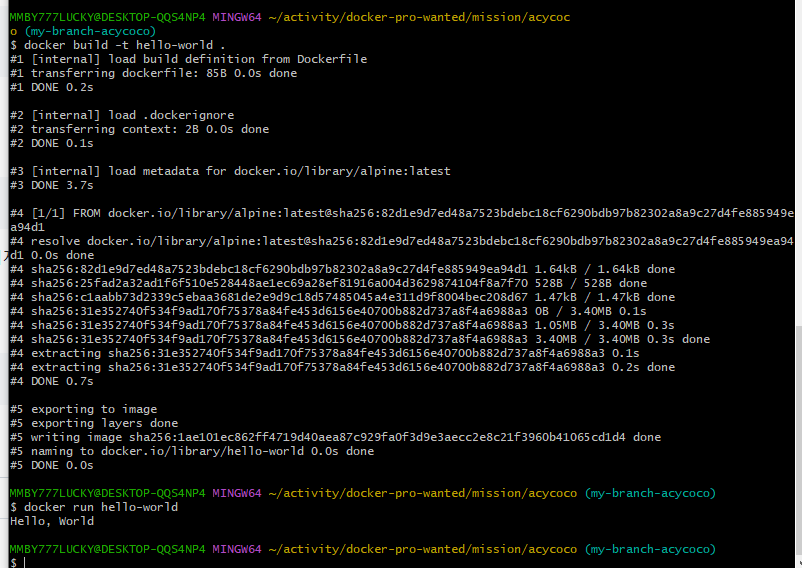 MMBY777LUCKY@DESKTOP-QQS4NP4 MINGW64 ~/activity/docker-pro-wanted/mission/acycoc
o (my-branch-acycoco)
$ docker build -t hello-world .
#1 [internal] load build definition from Dockerfile
#1 transferring dockerfile: 85B 0.0s done
#1 DONE 0.2s
#2 [internal] load .dockerignore
#2 transferring context: 2B 0.0s done
#2 DONE 0.1s
#3 [internal] load metadata for docker.io/library/alpine:latest
#3 DONE 3.7s
#4 [1/1] FROM docker.io/library/alpine:latest@sha256:82d1e9d7ed48a7523bdebc18cf6290bdb97b82302a8a9c27d4fe885949e
a94d1
#4 resolve docker.io/library/alpine:latest@sha256:82d1e9d7ed48a7523bdebc18cf6290bdb97b82302a8a9c27d4fe885949ea94
d1 0.0s done
#4 sha256:82d1e9d7ed48a7523bdebc18cf6290bdb97b82302a8a9c27d4fe885949ea94d1 1.64kB / 1.64kB done
#4 sha256:25fad2a32ad1f6f510e528448ae1ec69a28ef81916a004d3629874104f8a7f70 528B / 528B done
#4 sha256:c1aabb73d2339c5ebaa3681de2e9d9c18d57485045a4e311d9f8004bec208d67 1.47kB / 1.47kB done
#4 sha256:31e352740f534f9ad170f75378a84fe453d6156e40700b882d737a8f4a6988a3 0B / 3.40MB 0.1s
#4 sha256:31e352740f534f9ad170f75378a84fe453d6156e40700b882d737a8f4a6988a3 1.05MB / 3.40MB 0.3s
#4 sha256:31e352740f534f9ad170f75378a84fe453d6156e40700b882d737a8f4a6988a3 3.40MB / 3.40MB 0.3s done
#4 extracting sha256:31e352740f534f9ad170f75378a84fe453d6156e40700b882d737a8f4a6988a3 0.1s
#4 extracting sha256:31e352740f534f9ad170f75378a84fe453d6156e40700b882d737a8f4a6988a3 0.2s done
#4 DONE 0.7s
#5 exporting to image
#5 exporting layers done
#5 writing image sha256:1ae101ec862ff4719d40aea87c929fa0f3d9e3aecc2e8c21f3960b41065cd1d4 done
#5 naming to docker.io/library/hello-world 0.0s done
#5 DONE 0.0s
MMBY777LUCKY@DESKTOP-QQS4NP4 MINGW64 ~/activity/docker-pro-wanted/mission/acycoco (my-branch-acycoco)
$ docker run hello-world
Hello, World
MMBY777LUCKY@DESKTOP-QQS4NP4 MINGW64 ~/activity/docker-pro-wanted/mission/acycoco (my-branch-acycoco)
$